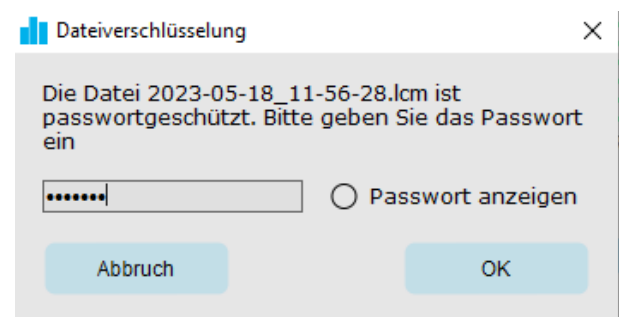 Dateiverschlüsselung
Die Datei 2023-05-18_11-56-28.lcm ist
passwortgeschützt. Bitte geben Sie das Passwort
ein
•••••••
Passwort anzeigen
Abbruch
OK